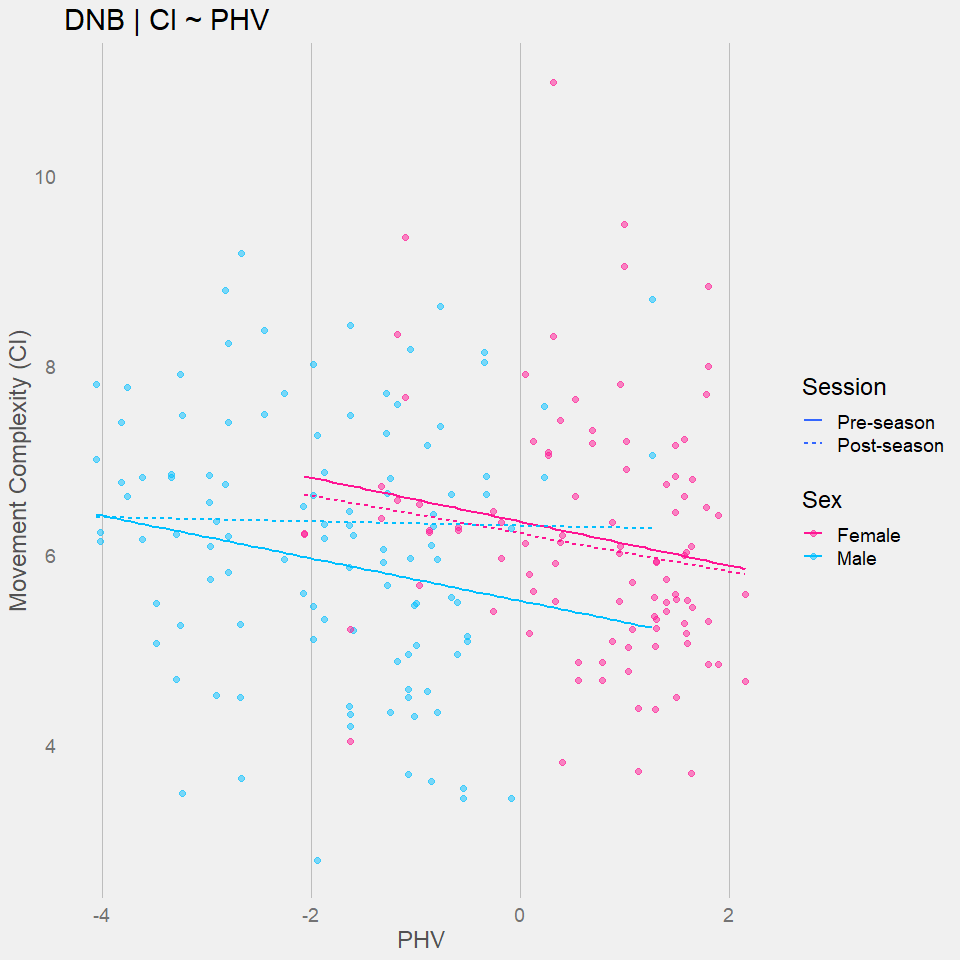 DNB | CI ~ PHV
Movement Complexity (CI)
10
8
6
4
-4
-2
0
2
PHV
Session
Pre-season
Post-season
Sex
Female
Male